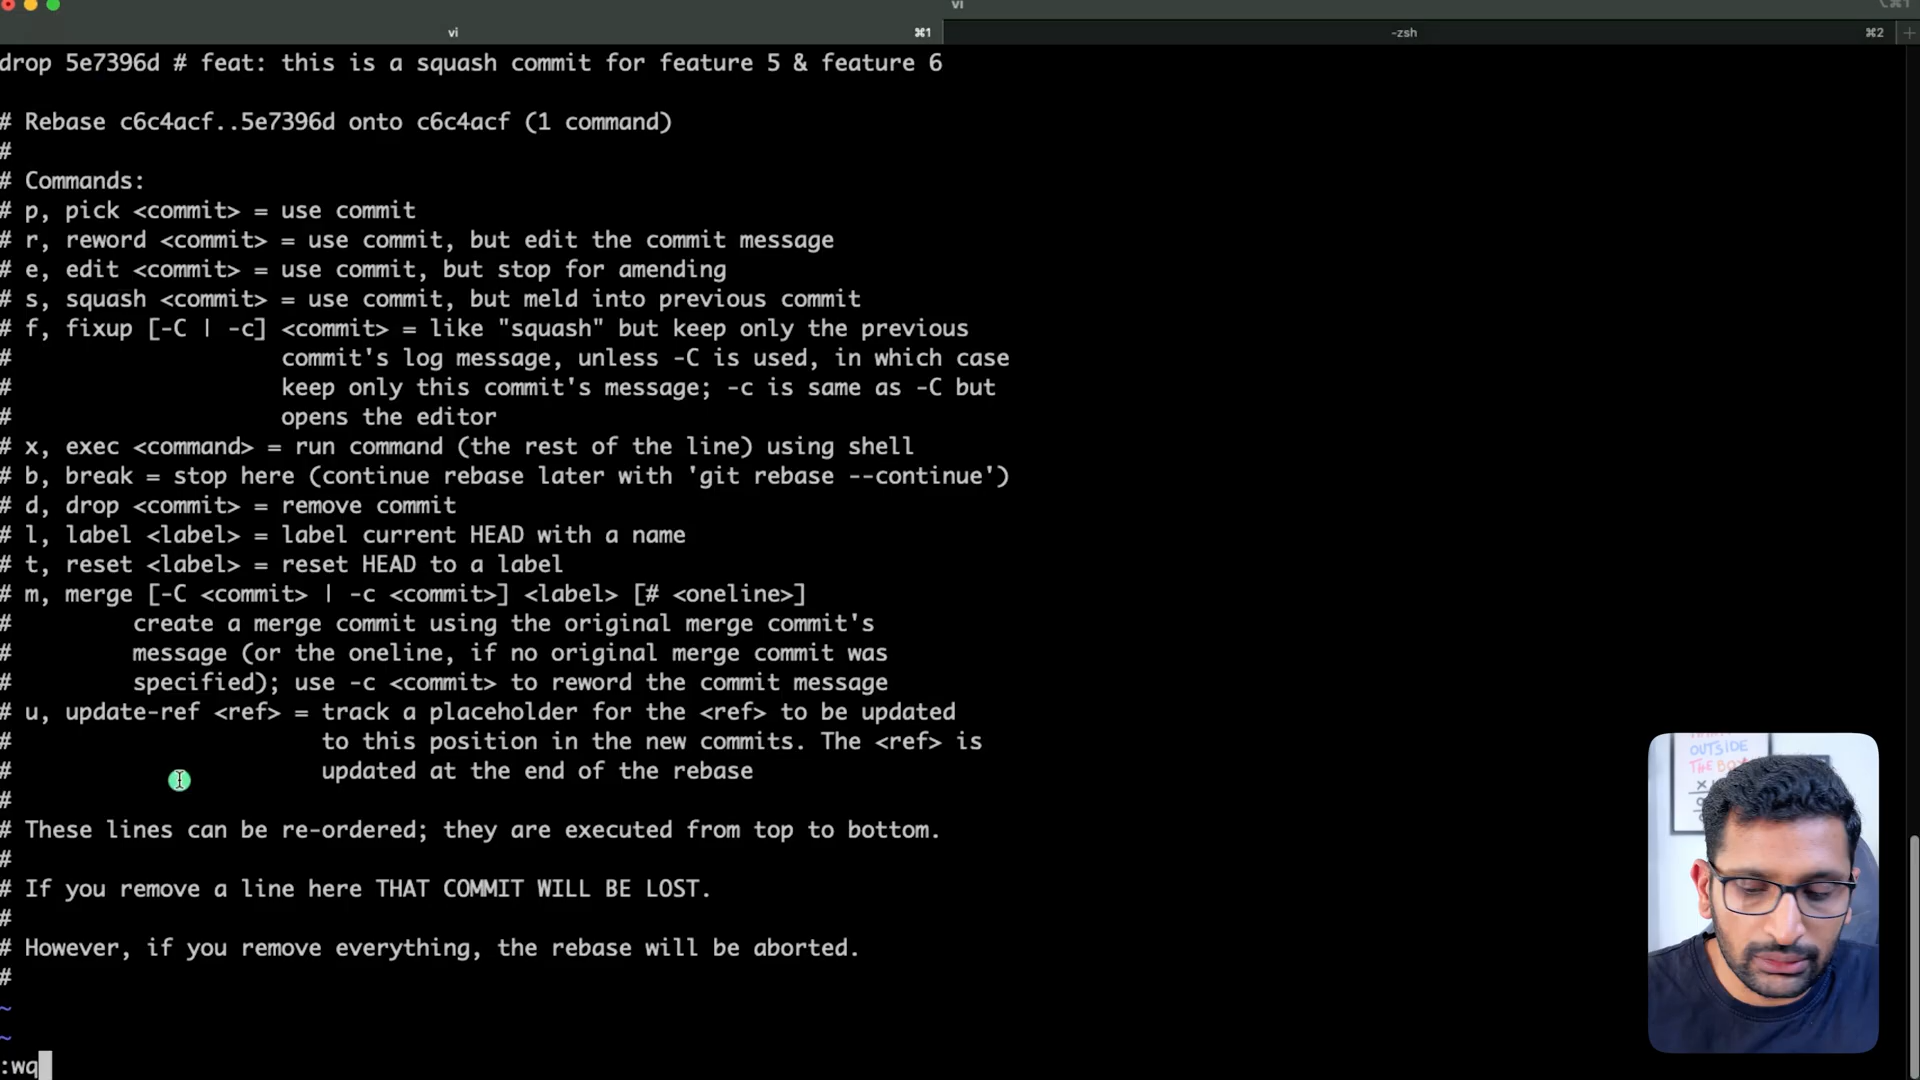 vi
⌥⌘1
vi ⌘1 -zsh ⌘2 +
drop 5e7396d # feat: this is a squash commit for feature 5 & feature 6
# Rebase c6c4acf..5e7396d onto c6c4acf (1 command)
#
# Commands:
# p, pick <commit> = use commit
# r, reword <commit> = use commit, but edit the commit message
# e, edit <commit> = use commit, but stop for amending
# s, squash <commit> = use commit, but meld into previous commit
# f, fixup [-C | -c] <commit> = like "squash" but keep only the previous
# commit's log message, unless -C is used, in which case
# keep only this commit's message; -c is same as -C but
# opens the editor
# x, exec <command> = run command (the rest of the line) using shell
# b, break = stop here (continue rebase later with 'git rebase --continue')
# d, drop <commit> = remove commit
# l, label <label> = label current HEAD with a name
# t, reset <label> = reset HEAD to a label
# m, merge [-C <commit> | -c <commit>] <label> [# <oneline>]
# create a merge commit using the original merge commit's
# message (or the oneline, if no original merge commit was
# specified); use -c <commit> to reword the commit message
# u, update-ref <ref> = track a placeholder for the <ref> to be updated
# to this position in the new commits. The <ref> is
# updated at the end of the rebase
#
# These lines can be re-ordered; they are executed from top to bottom.
#
# If you remove a line here THAT COMMIT WILL BE LOST.
#
# However, if you remove everything, the rebase will be aborted.
#
~
~
:wq
OUTSIDE
THE BOX